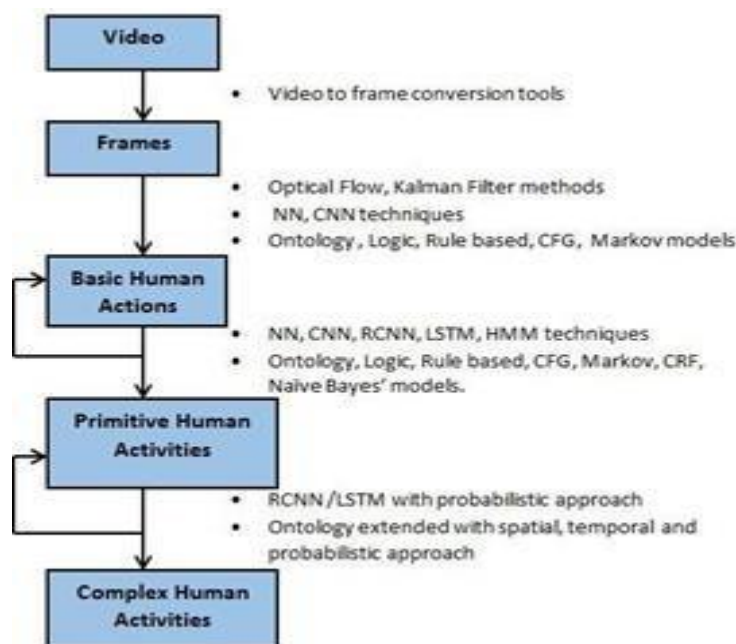 Video
• Video to frame conversion tools
Frames
• Optical Flow, Kalman Filter methods
• NN, CNN techniques
• Ontology , Logic, Rule based, CFG, Markov models
Basic Human
Actions
• NN, CNN, RCNN, LSTM, HMM techniques
• Ontology, Logic, Rule based, CFG, Markov, CRF,
Naïve Bayes’ models.
Primitive Human
Activities
• RCNN /LSTM with probabilistic approach
• Ontology extended with spatial, temporal and
probabilistic approach
Complex Human
Activities